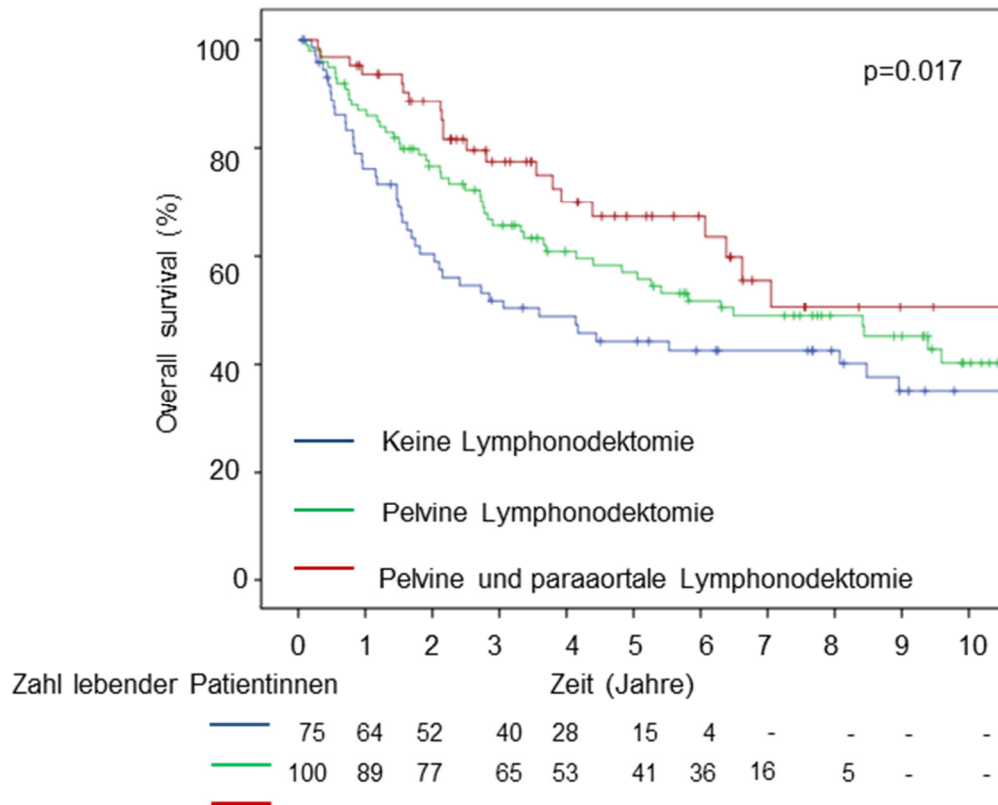 100
p=0.017
80
60
40
20
0
Overall survival (%)
Keine Lymphonodektomie
Pelvine Lymphonodektomie
Pelvine und paraaortale Lymphonodektomie
0 1 2 3 4 5 6 7 8 9 10
Zahl lebender Patientinnen Zeit (Jahre)
75 64 52 40 28 15 4 - - - -
100 89 77 65 53 41 36 16 5 - -